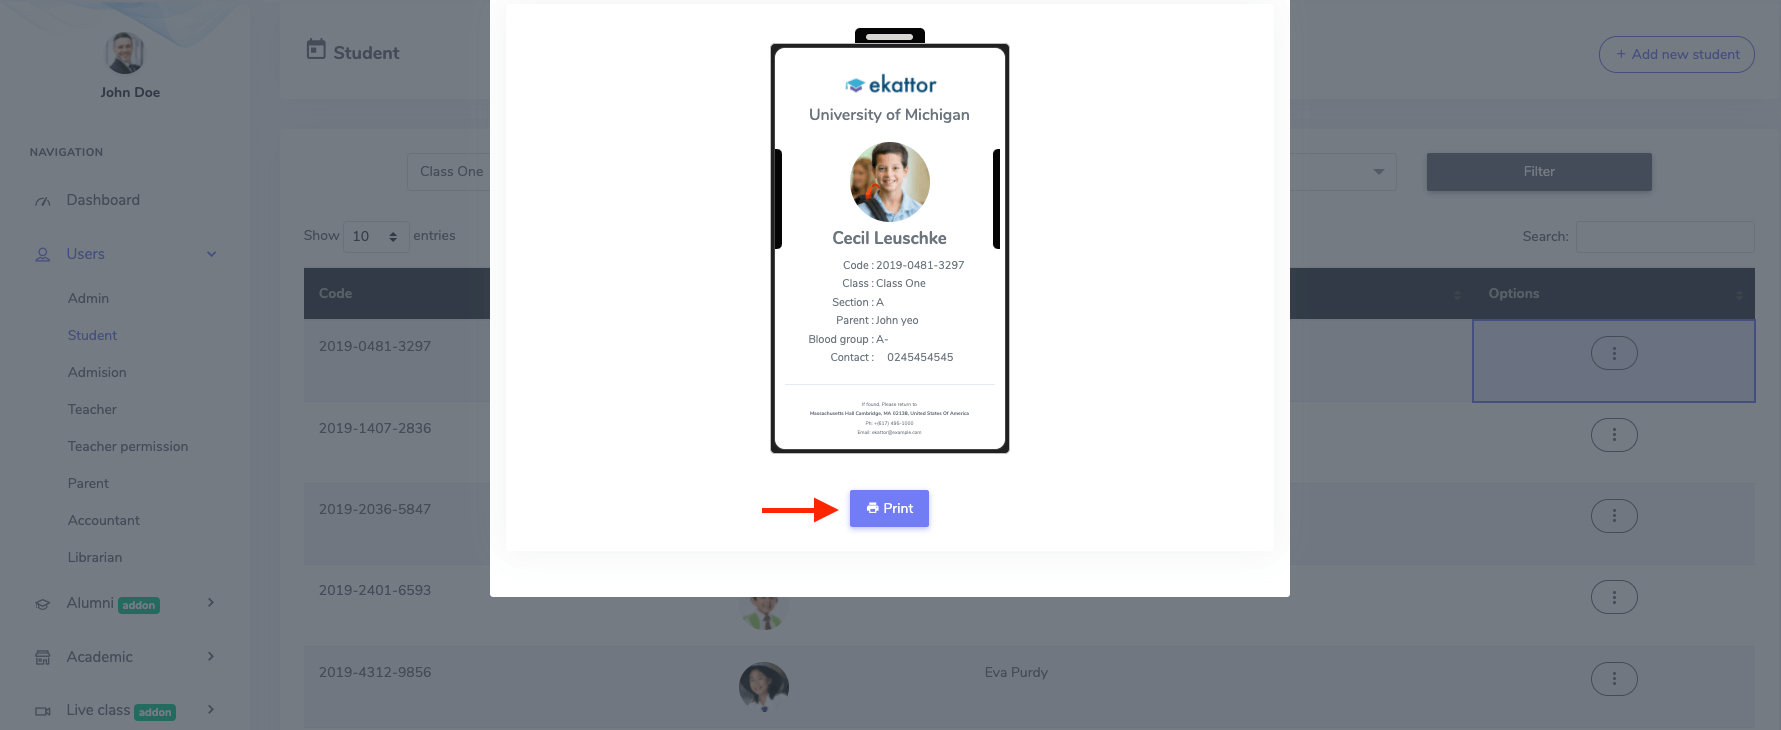 John Doe
NAVIGATION
Dashboard
Users
Admin
Student
Admision
Teacher
Teacher permission
Parent
Accountant
Librarian
Alumni addon
Academic
Live class addon
Student
+ Add new student
Class One
Filter
Show 10 entries
Search:
Code
Options
2019-0481-3297
2019-1407-2836
2019-2036-5847
2019-2401-6593
2019-4312-9856
Eva Purdy
ekattor
University of Michigan
Cecil Leuschke
Code : 2019-0481-3297
Class : Class One
Section : A
Parent : John yeo
Blood group : A-
Contact : 0245454545
If found, Please return to
Massachusetts Hall Cambridge, MA 02138, United States Of America
Ph: +(617) 495-1000
Email: ekattor@example.com
Print